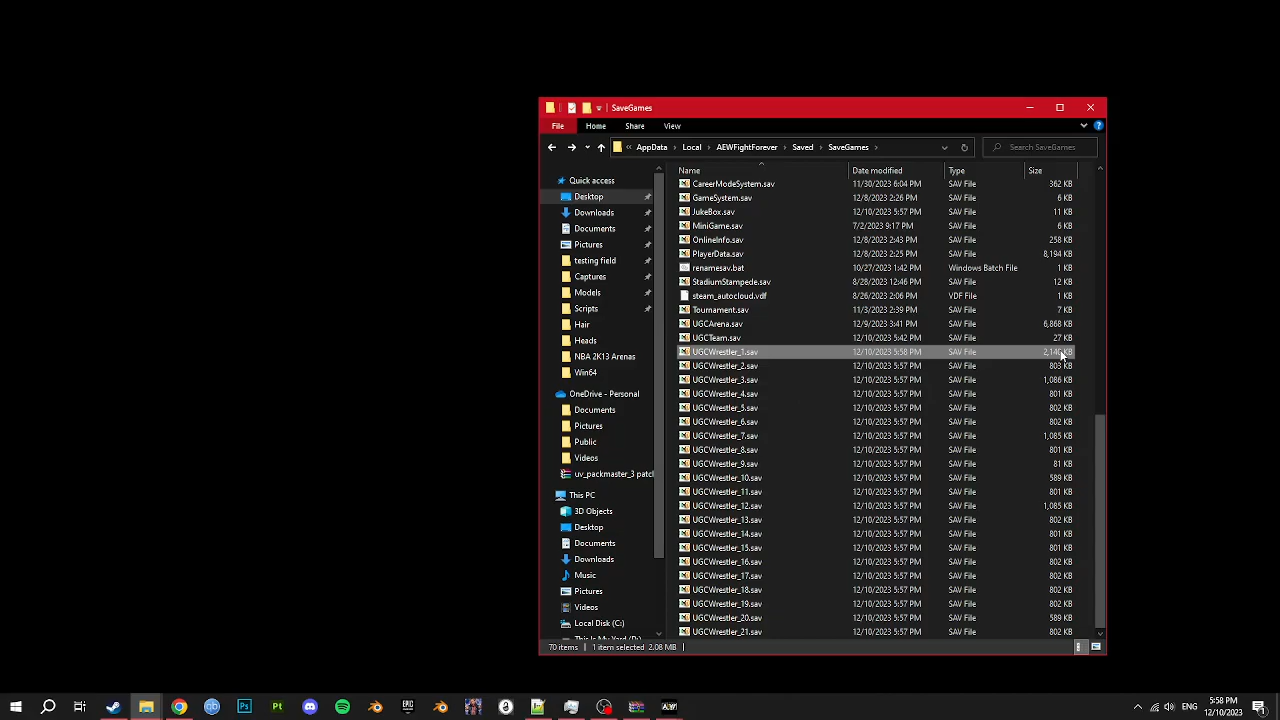 SaveGames
File Home Share View
AppData Local AEWFightForever Saved SaveGames Search SaveGames
Name Date modified Type Size
Quick access
Desktop
Downloads
Documents
Pictures
testing field
Captures
Models
Scripts
Hair
Heads
NBA 2K13 Arenas
Win64
OneDrive - Personal
Documents
Pictures
Public
Videos
uv_packmaster_3 patcl
This PC
3D Objects
Desktop
Documents
Downloads
Music
Pictures
Videos
Local Disk (C:)
This Is My Yard (D:)
CareerModeSystem.sav 11/30/2023 6:04 PM SAV File 362 KB
GameSystem.sav 12/8/2023 2:26 PM SAV File 6 KB
JukeBox.sav 12/10/2023 5:57 PM SAV File 11 KB
MiniGame.sav 7/2/2023 9:17 PM SAV File 6 KB
OnlineInfo.sav 12/8/2023 2:43 PM SAV File 258 KB
PlayerData.sav 12/8/2023 2:25 PM SAV File 8,194 KB
renamesav.bat 10/27/2023 1:42 PM Windows Batch File 1 KB
StadiumStampede.sav 8/28/2023 12:46 PM SAV File 12 KB
steam_autocloud.vdf 8/26/2023 2:06 PM VDF File 1 KB
Tournament.sav 11/3/2023 2:39 PM SAV File 7 KB
UGCArena.sav 12/9/2023 3:41 PM SAV File 6,868 KB
UGCTeam.sav 12/10/2023 5:42 PM SAV File 27 KB
UGCWrestler_1.sav 12/10/2023 5:58 PM SAV File KB
UGCWrestler_2.sav 12/10/2023 5:57 PM SAV File 803 KB
UGCWrestler_3.sav 12/10/2023 5:57 PM SAV File 1,086 KB
UGCWrestler_4.sav 12/10/2023 5:57 PM SAV File 801 KB
UGCWrestler_5.sav 12/10/2023 5:57 PM SAV File 802 KB
UGCWrestler_6.sav 12/10/2023 5:57 PM SAV File 802 KB
UGCWrestler_7.sav 12/10/2023 5:57 PM SAV File 1,085 KB
UGCWrestler_8.sav 12/10/2023 5:57 PM SAV File 801 KB
UGCWrestler_9.sav 12/10/2023 5:57 PM SAV File 81 KB
UGCWrestler_10.sav 12/10/2023 5:57 PM SAV File 589 KB
UGCWrestler_11.sav 12/10/2023 5:57 PM SAV File 801 KB
UGCWrestler_12.sav 12/10/2023 5:57 PM SAV File 1,085 KB
UGCWrestler_13.sav 12/10/2023 5:57 PM SAV File 802 KB
UGCWrestler_14.sav 12/10/2023 5:57 PM SAV File 801 KB
UGCWrestler_15.sav 12/10/2023 5:57 PM SAV File 801 KB
UGCWrestler_16.sav 12/10/2023 5:57 PM SAV File 802 KB
UGCWrestler_17.sav 12/10/2023 5:57 PM SAV File 802 KB
UGCWrestler_18.sav 12/10/2023 5:57 PM SAV File 802 KB
UGCWrestler_19.sav 12/10/2023 5:57 PM SAV File 802 KB
UGCWrestler_20.sav 12/10/2023 5:57 PM SAV File 589 KB
UGCWrestler_21.sav 12/10/2023 5:57 PM SAV File 802 KB
70 items 1 item selected 2.08 MB
Ps Pt EPIC ENG 5:58 PM
12/10/2023